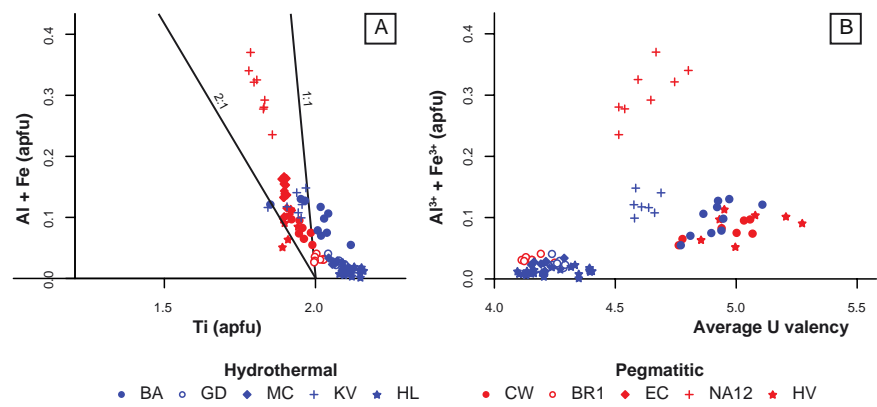 A
B
Al + Fe (apfu)
0.0
0.1
0.2
0.3
0.4
2:1
1:1
1.5
2.0
Ti (apfu)
Al³⁺ + Fe³⁺ (apfu)
0.0
0.1
0.2
0.3
0.4
4.0 4.5 5.0 5.5
Average U valency
Hydrothermal
BA GD MC KV HL
Pegmatitic
CW BR1 EC NA12 HV